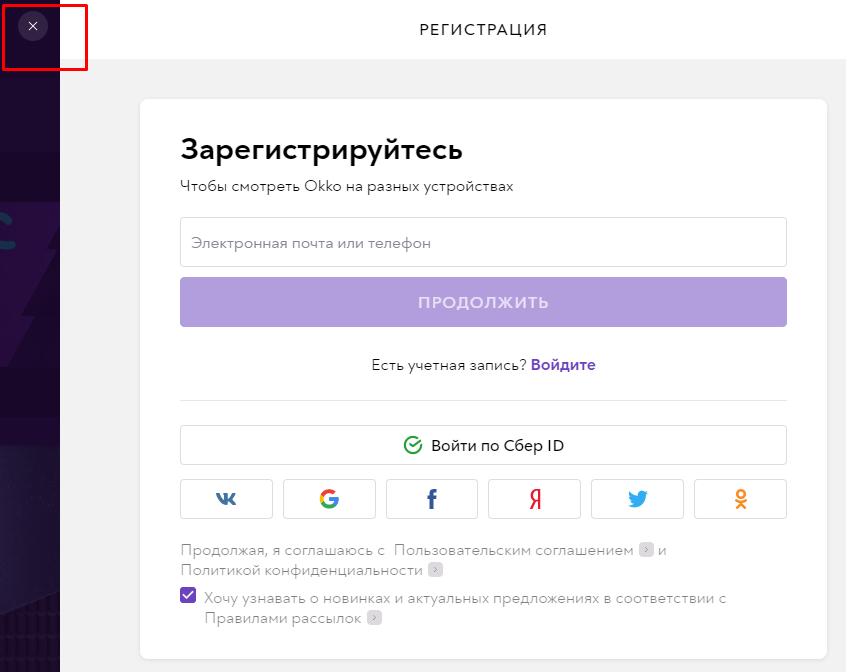 РЕГИСТРАЦИЯ
Зарегистрируйтесь
Чтобы смотреть Okko на разных устройствах
Электронная почта или телефон
ПРОДОЛЖИТЬ
Есть учетная запись? Войдите
Войти по Сбер ID
Продолжая, я соглашаюсь с Пользовательским соглашением и
Политикой конфиденциальности
Хочу узнавать о новинках и актуальных предложениях в соответствии с
Правилами рассылок